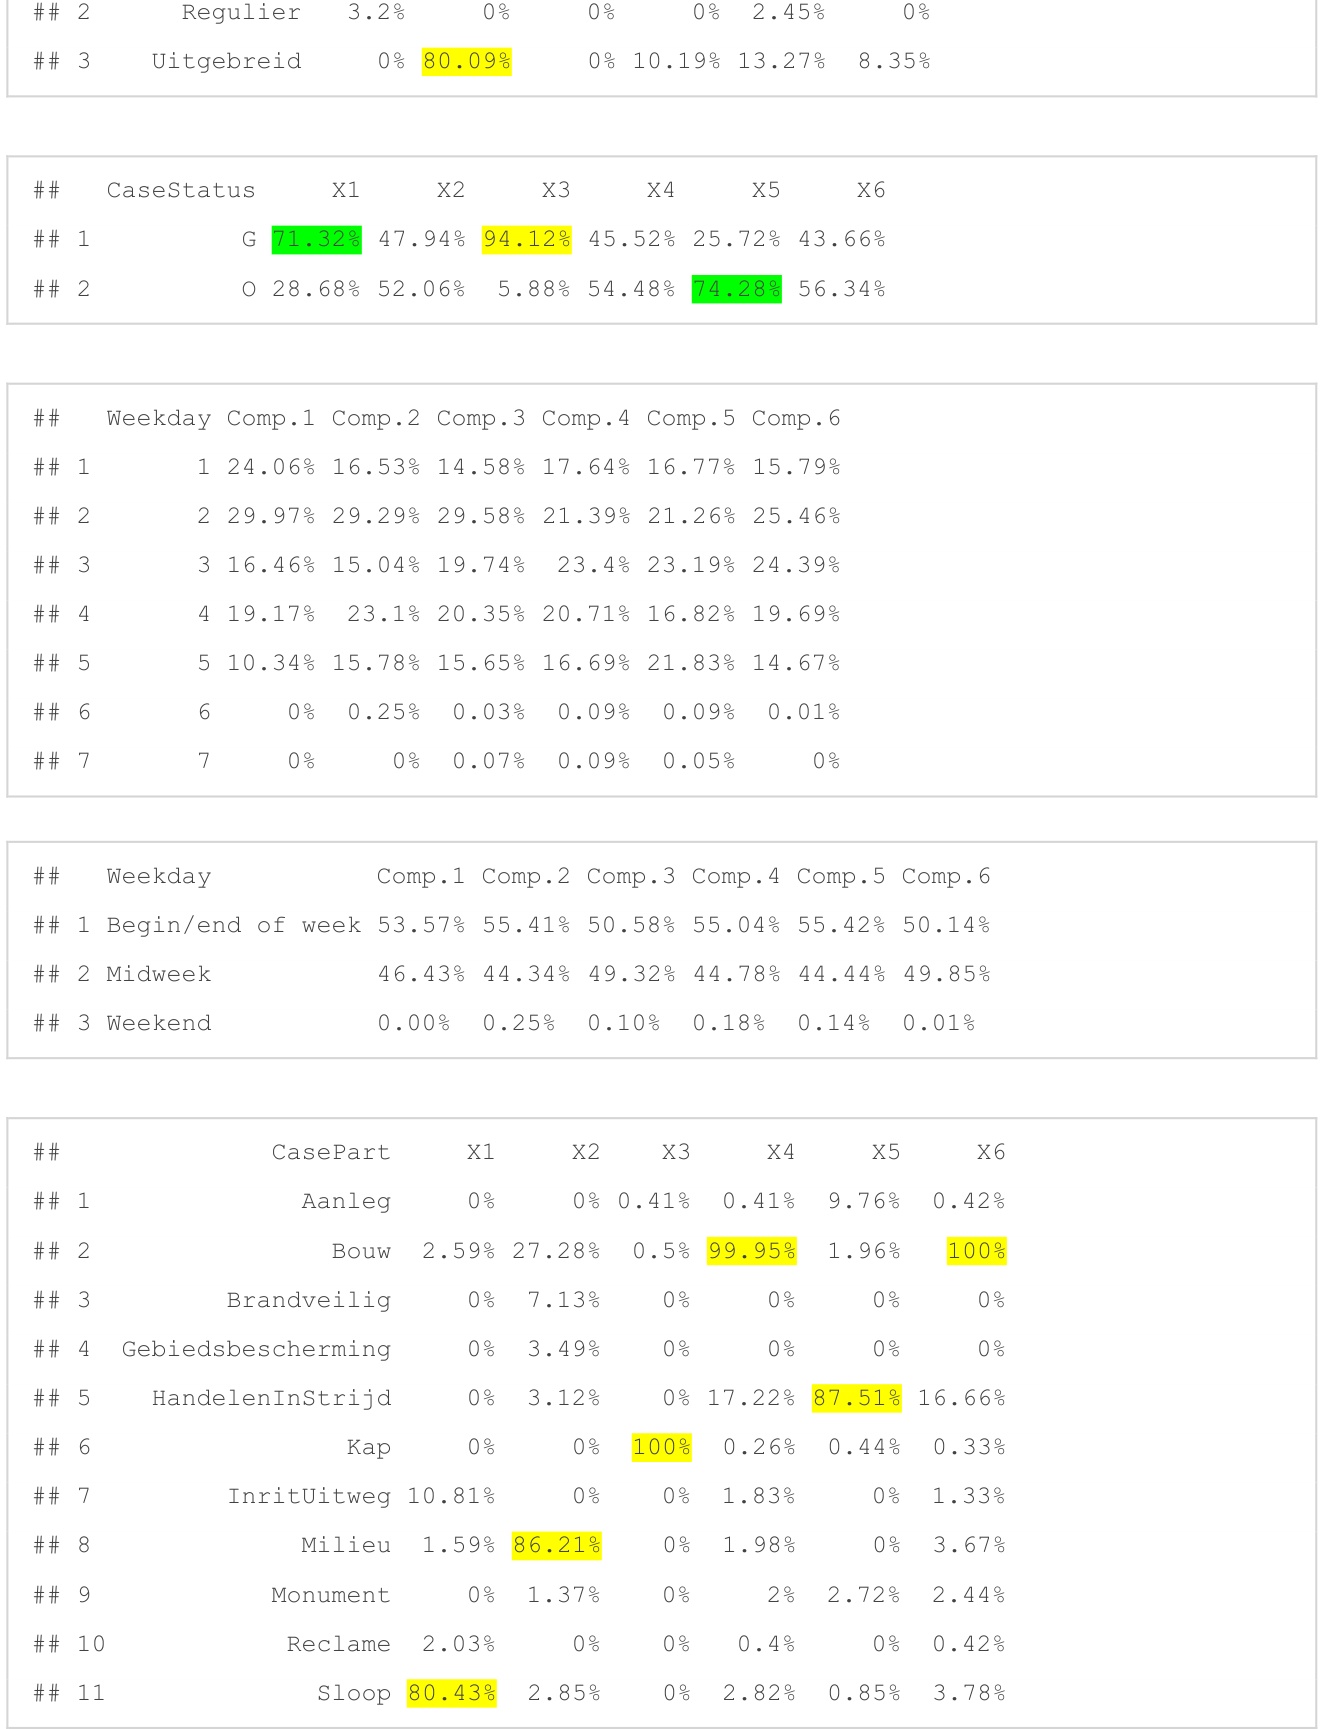 ## 2      Regulier   3.2%     0%     0%     0%  2.45%     0%
## 3    Uitgebreid     0% 80.09%     0% 10.19% 13.27%  8.35%
##   CaseStatus     X1     X2     X3     X4     X5     X6
## 1          G 71.32% 47.94% 94.12% 45.52% 25.72% 43.66%
## 2          O 28.68% 52.06%  5.88% 54.48% 74.28% 56.34%
##   Weekday Comp.1 Comp.2 Comp.3 Comp.4 Comp.5 Comp.6
## 1       1 24.06% 16.53% 14.58% 17.64% 16.77% 15.79%
## 2       2 29.97% 29.29% 29.58% 21.39% 21.26% 25.46%
## 3       3 16.46% 15.04% 19.74%  23.4% 23.19% 24.39%
## 4       4 19.17%  23.1% 20.35% 20.71% 16.82% 19.69%
## 5       5 10.34% 15.78% 15.65% 16.69% 21.83% 14.67%
## 6       6     0%  0.25%  0.03%  0.09%  0.09%  0.01%
## 7       7     0%     0%  0.07%  0.09%  0.05%     0%
##   Weekday           Comp.1 Comp.2 Comp.3 Comp.4 Comp.5 Comp.6
## 1 Begin/end of week 53.57% 55.41% 50.58% 55.04% 55.42% 50.14%
## 2 Midweek           46.43% 44.34% 49.32% 44.78% 44.44% 49.85%
## 3 Weekend           0.00%  0.25%  0.10%  0.18%  0.14%  0.01%
##              CasePart     X1     X2    X3     X4     X5     X6
## 1              Aanleg     0%     0% 0.41%  0.41%  9.76%  0.42%
## 2                Bouw  2.59% 27.28%  0.5% 99.95%  1.96%   100%
## 3         Brandveilig     0%  7.13%    0%     0%     0%     0%
## 4  Gebiedsbescherming     0%  3.49%    0%     0%     0%     0%
## 5    HandelenInStrijd     0%  3.12%    0% 17.22% 87.51% 16.66%
## 6                 Kap     0%     0%  100%  0.26%  0.44%  0.33%
## 7         InritUitweg 10.81%     0%    0%  1.83%     0%  1.33%
## 8              Milieu  1.59% 86.21%    0%  1.98%     0%  3.67%
## 9            Monument     0%  1.37%    0%     2%  2.72%  2.44%
## 10            Reclame  2.03%     0%    0%   0.4%     0%  0.42%
## 11              Sloop 80.43%  2.85%    0%  2.82%  0.85%  3.78%